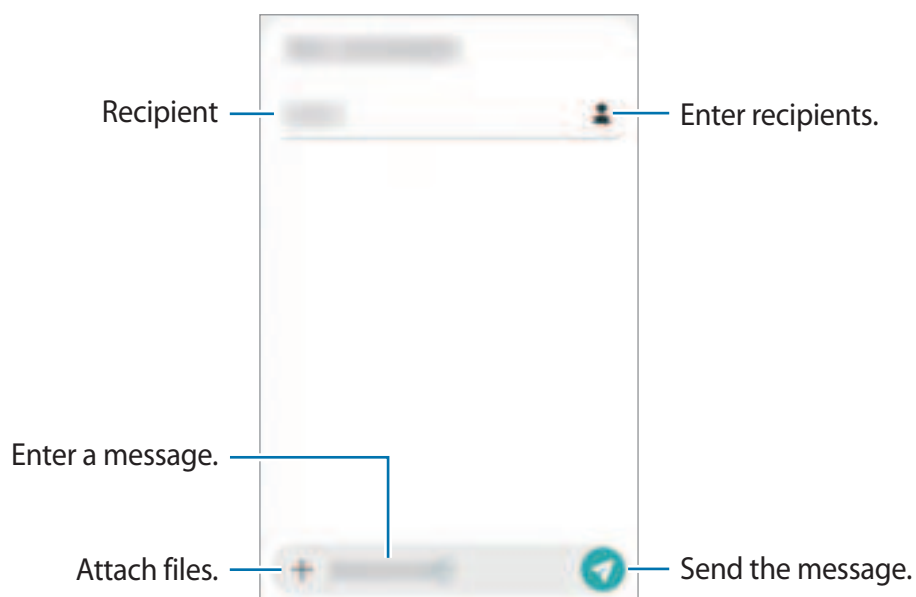 Recipient
Enter recipients.
Enter a message.
Attach files.
Send the message.